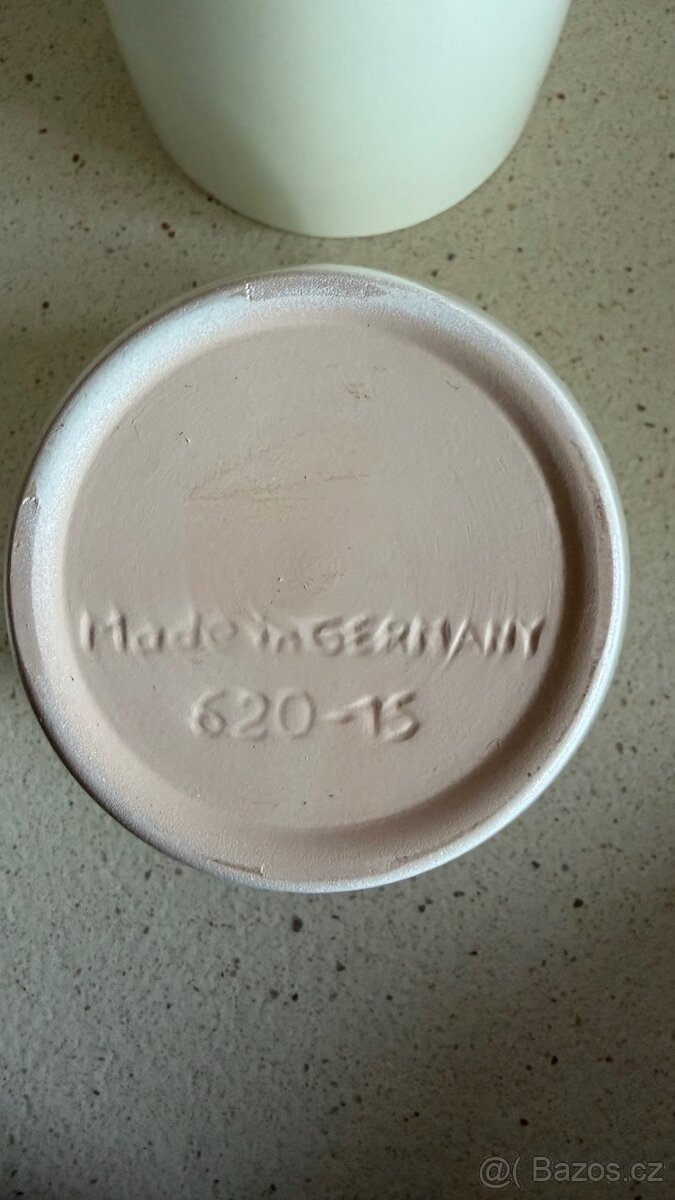 Made in GERMANY
620-15
@( Bazos.cz